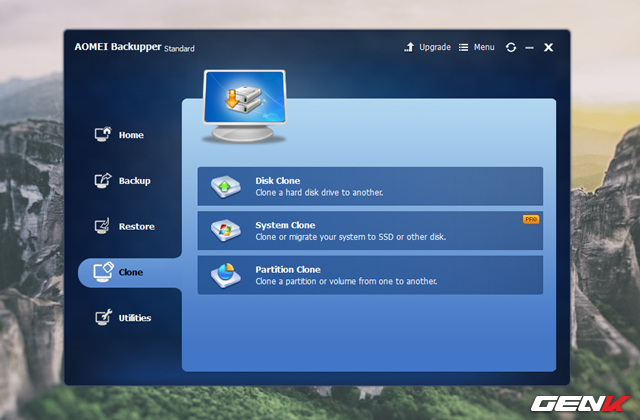 AOMEI Backupper Standard
Upgrade
Menu
Home
Backup
Restore
Clone
Utilities
Disk Clone
Clone a hard disk drive to another.
System Clone
PRO
Clone or migrate your system to SSD or other disk.
Partition Clone
Clone a partition or volume from one to another.
GENK